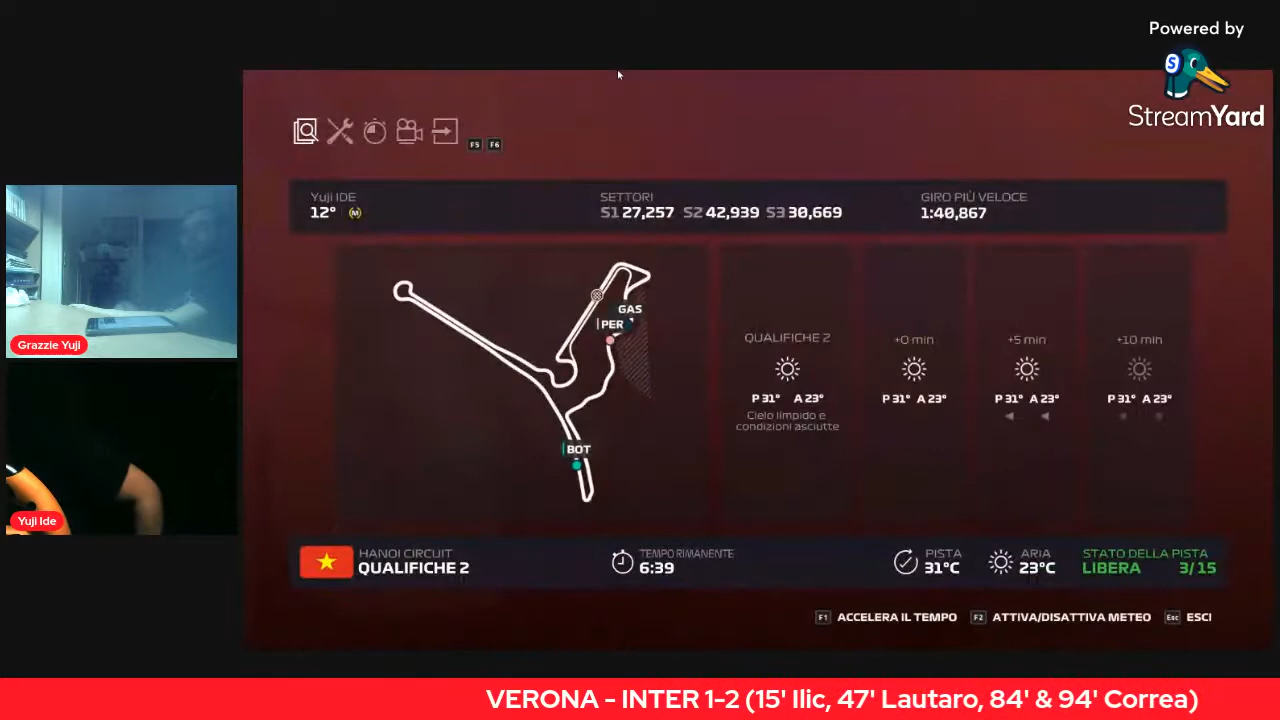 Powered by
StreamYard
F5 F6
Yuji IDE
12° M
SETTORI
S1 27,257 S2 42,939 S3 30,669
GIRO PIÙ VELOCE
1:40,867
GAS
PER
BOT
QUALIFICHE 2
P 31° A 23°
Cielo limpido e
condizioni asciutte
+0 min
P 31° A 23°
+5 min
P 31° A 23°
+10 min
P 31° A 23°
Grazzie Yuji
Yuji Ide
HANOI CIRCUIT
QUALIFICHE 2
TEMPO RIMANENTE
6:39
PISTA
31°C
ARIA
23°C
STATO DELLA PISTA
LIBERA 3/15
F1 ACCELERA IL TEMPO F2 ATTIVA/DISATTIVA METEO Esc ESCI
VERONA - INTER 1-2 (15' Ilic, 47' Lautaro, 84' & 94' Correa)